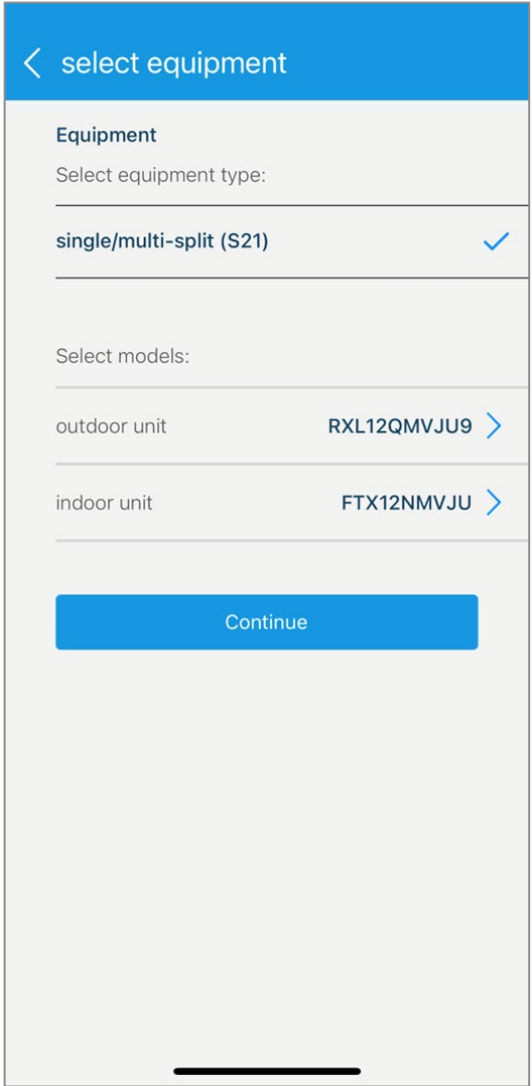 select equipment
Equipment
Select equipment type:
single/multi-split (S21)
Select models:
outdoor unit RXL12QMVJU9
indoor unit FTX12NMVJU
Continue